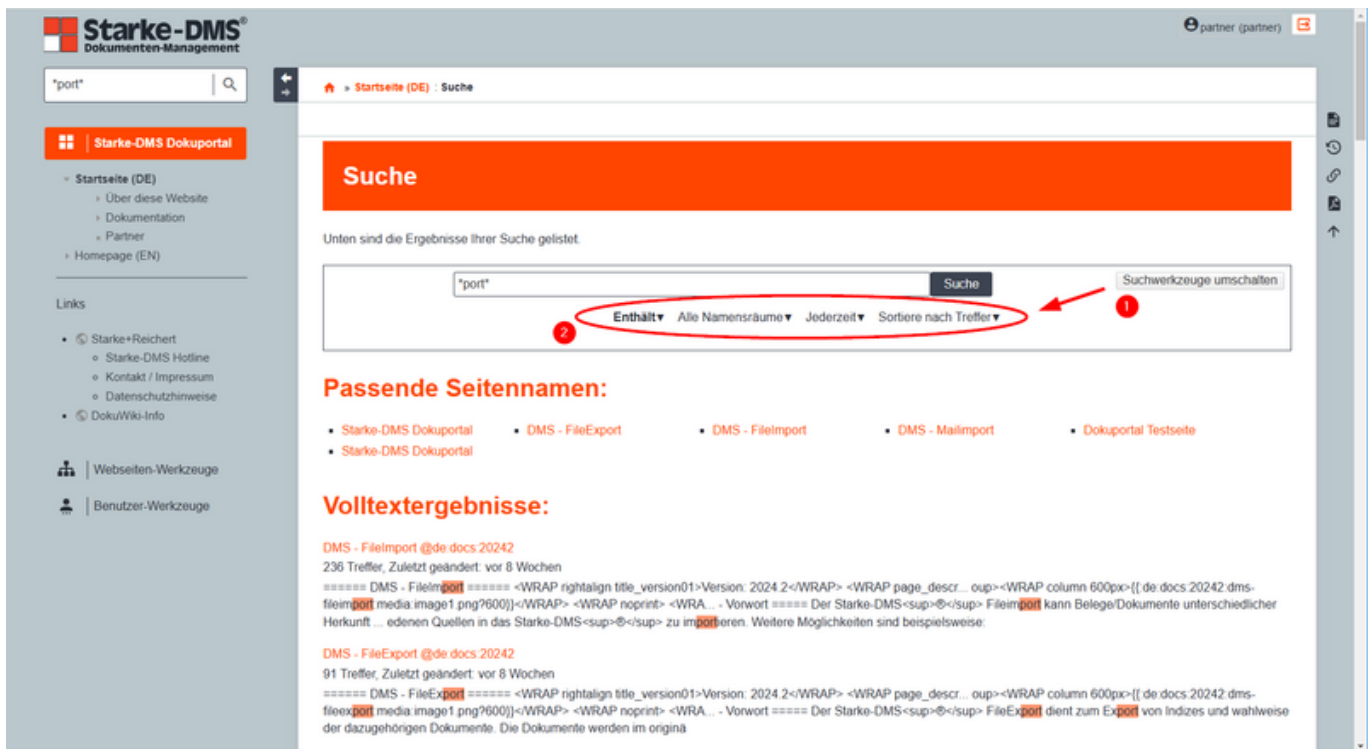 Starke-DMS®
Dokumenten-Management
partner (partner)
*port*
» Startseite (DE) : Suche
Starke-DMS Dokuportal
Startseite (DE)
Über diese Website
Dokumentation
Partner
Homepage (EN)
Links
Starke+Reichert
Starke-DMS Hotline
Kontakt / Impressum
Datenschutzhinweise
DokuWiki-Info
Webseiten-Werkzeuge
Benutzer-Werkzeuge
Suche
Unten sind die Ergebnisse Ihrer Suche gelistet.
*port* Suche Suchwerkzeuge umschalten
Enthält▾ Alle Namensräume▾ Jederzeit▾ Sortiere nach Treffer▾
1
2
Passende Seitennamen:
Starke-DMS Dokuportal DMS - FileExport DMS - FileImport DMS - Mailimport Dokuportal Testseite
Starke-DMS Dokuportal
Volltextergebnisse:
DMS - FileImport @de:docs:20242
236 Treffer, Zuletzt geändert: vor 8 Wochen
====== DMS - FileImport ====== <WRAP rightalign title_version01>Version: 2024.2</WRAP> <WRAP page_descr... oup><WRAP column 600px>{{:de:docs:20242:dms-
fileimport:media:image1.png?600}}</WRAP> <WRAP noprint> <WRA... - Vorwort ===== Der Starke-DMS<sup>®</sup> Fileimport kann Belege/Dokumente unterschiedlicher
Herkunft ... edenen Quellen in das Starke-DMS<sup>®</sup> zu importieren. Weitere Möglichkeiten sind beispielsweise:
DMS - FileExport @de:docs:20242
91 Treffer, Zuletzt geändert: vor 8 Wochen
====== DMS - FileExport ====== <WRAP rightalign title_version01>Version: 2024.2</WRAP> <WRAP page_descr... oup><WRAP column 600px>{{:de:docs:20242:dms-
fileexport:media:image1.png?600}}</WRAP> <WRAP noprint> <WRA... - Vorwort ===== Der Starke-DMS<sup>®</sup> FileExport dient zum Export von Indizes und wahlweise
der dazugehörigen Dokumente. Die Dokumente werden im originä